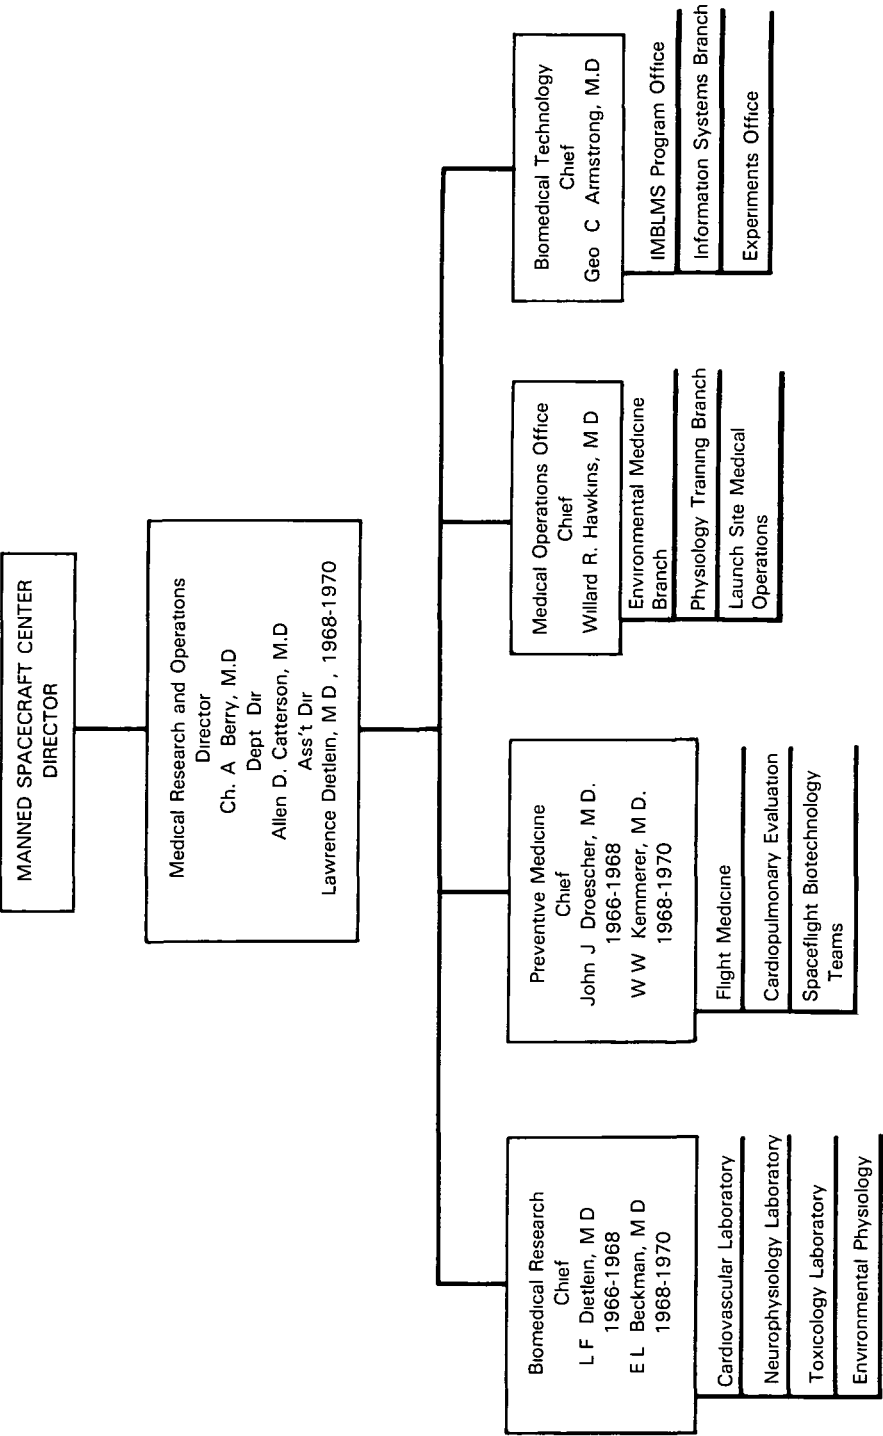 MANNED SPACECRAFT CENTER
DIRECTOR
Medical Research and Operations
Director
Ch. A Berry, M.D
Dept Dir
Allen D. Catterson, M.D
Ass't Dir
Lawrence Dietlein, M D , 1968-1970
Biomedical Research
Chief
L F Dietlein, M D
1966-1968
E L Beckman, M D
1968-1970
Cardiovascular Laboratory
Neurophysiology Laboratory
Toxicology Laboratory
Environmental Physiology
Preventive Medicine
Chief
John J Droescher, M D.
1966-1968
W W Kemmerer, M D.
1968-1970
Flight Medicine
Cardiopulmonary Evaluation
Spaceflight Biotechnology
Teams
Medical Operations Office
Chief
Willard R. Hawkins, M D
Environmental Medicine
Branch
Physiology Training Branch
Launch Site Medical
Operations
Biomedical Technology
Chief
Geo C Armstrong, M.D
IMBLMS Program Office
Information Systems Branch
Experiments Office